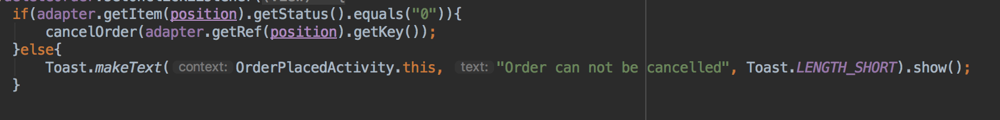 if(adapter.getItem(position).getStatus().equals("0")){
cancelOrder(adapter.getRef(position).getKey());
}else{
Toast.makeText( context: OrderPlacedActivity.this, text: "Order can not be cancelled", Toast.LENGTH_SHORT).show();
}